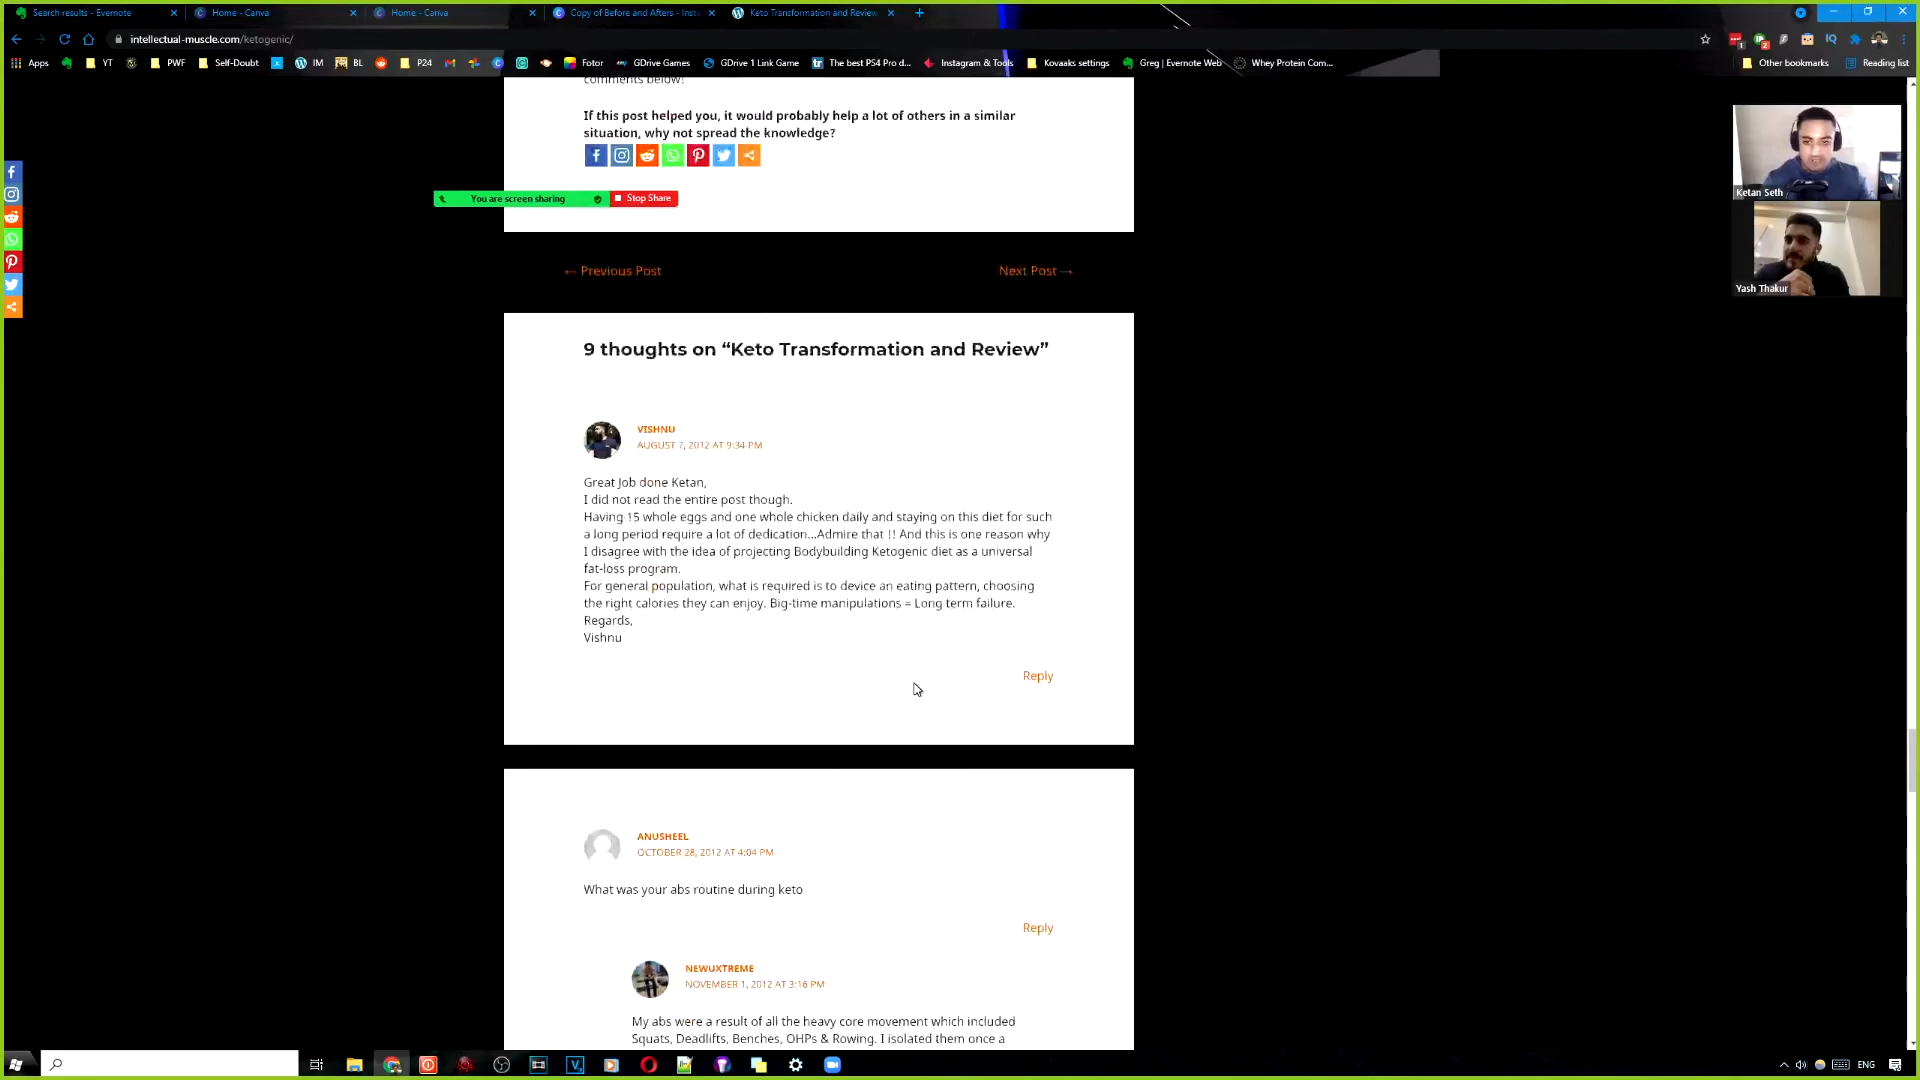 Search results - Evernote
Home - Canva
Home - Canva
Copy of Before and Afters - Inst
Keto Transformation and Review
intellectual-muscle.com/ketogenic/
Apps
YT
PWF
Self-Doubt
IM
BL
P24
Fotor
GDrive Games
GDrive 1 Link Game
The best PS4 Pro d...
Instagram & Tools
Kovaaks settings
Greg | Evernote Web
Whey Protein Com...
Other bookmarks
Reading list
comments below!
If this post helped you, it would probably help a lot of others in a similar
situation, why not spread the knowledge?
You are screen sharing
Stop Share
Ketan Seth
Yash Thakur
← Previous Post
Next Post →
9 thoughts on “Keto Transformation and Review”
VISHNU
AUGUST 7, 2012 AT 9:34 PM
Great Job done Ketan,
I did not read the entire post though.
Having 15 whole eggs and one whole chicken daily and staying on this diet for such
a long period require a lot of dedication...Admire that !! And this is one reason why
I disagree with the idea of projecting Bodybuilding Ketogenic diet as a universal
fat-loss program.
For general population, what is required is to device an eating pattern, choosing
the right calories they can enjoy. Big-time manipulations = Long term failure.
Regards,
Vishnu
Reply
ANUSHEEL
OCTOBER 28, 2012 AT 4:04 PM
What was your abs routine during keto
Reply
NEWUXTREME
NOVEMBER 1, 2012 AT 3:16 PM
My abs were a result of all the heavy core movement which included
Squats, Deadlifts, Benches, OHPs & Rowing. I isolated them once a
ENG